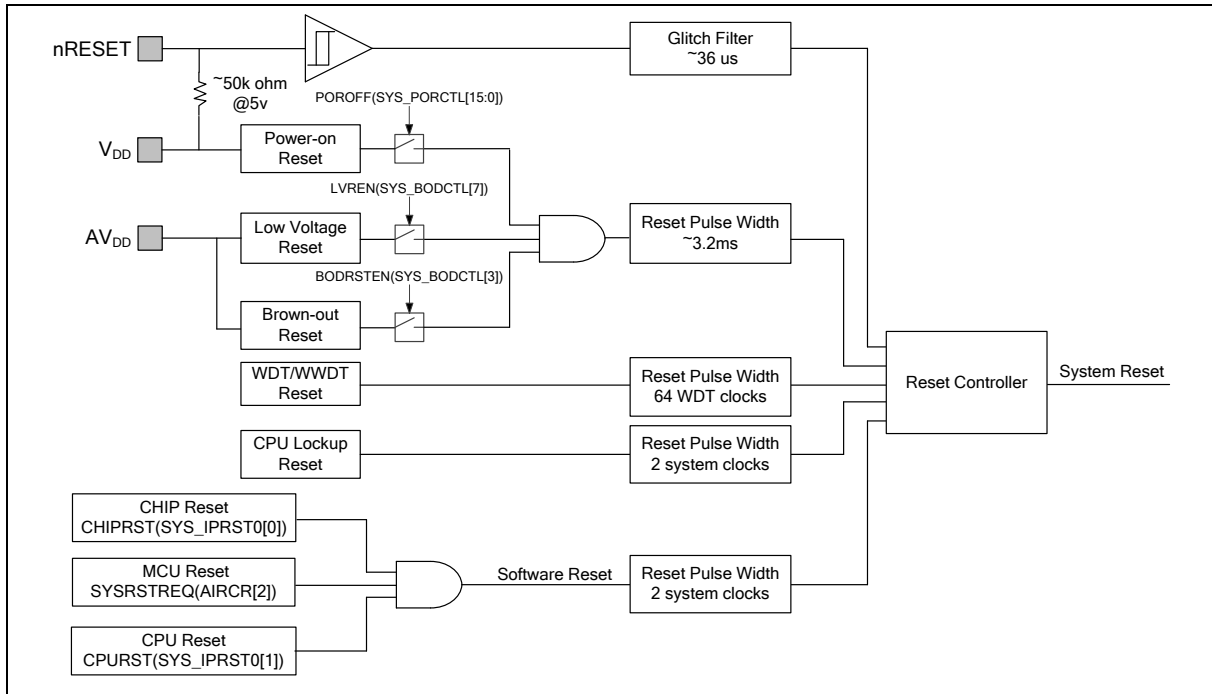 nRESET
~50k ohm
@5v
Glitch Filter
~36 us
POROFF(SYS_PORCTL[15:0])
VDD
Power-on
Reset
LVREN(SYS_BODCTL[7])
AVDD
Low Voltage
Reset
Reset Pulse Width
~3.2ms
BODRSTEN(SYS_BODCTL[3])
Brown-out
Reset
WDT/WWDT
Reset
Reset Pulse Width
64 WDT clocks
Reset Controller
System Reset
CPU Lockup
Reset
Reset Pulse Width
2 system clocks
CHIP Reset
CHIPRST(SYS_IPRST0[0])
MCU Reset
SYSRSTREQ(AIRCR[2])
Software Reset
Reset Pulse Width
2 system clocks
CPU Reset
CPURST(SYS_IPRST0[1])